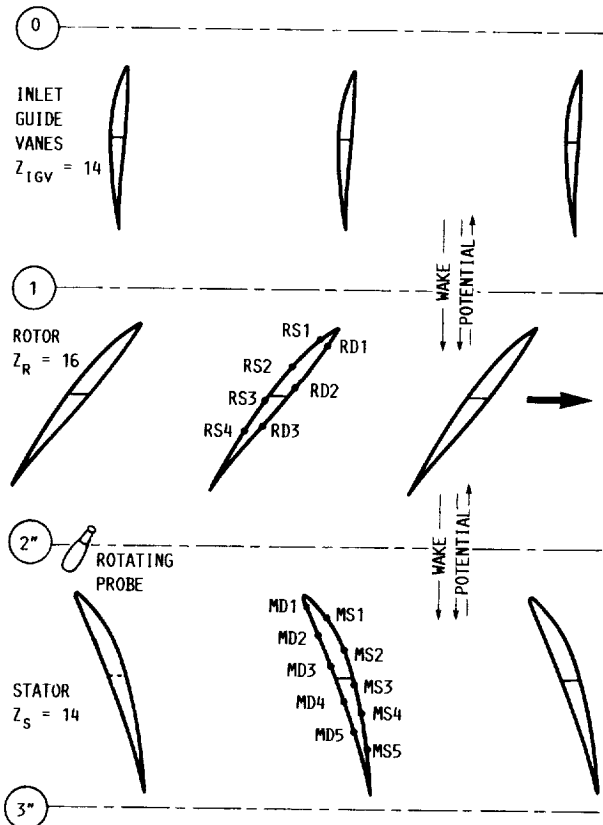 0
INLET
GUIDE
VANES
Z_IGV = 14
WAKE
POTENTIAL
1
ROTOR
Z_R = 16
RS1
RD1
RS2
RD2
RS3
RS4
RD3
2"
ROTATING
PROBE
WAKE
POTENTIAL
MD1
MS1
MD2
MS2
MD3
MS3
STATOR
Z_S = 14
MD4
MS4
MD5
MS5
3"